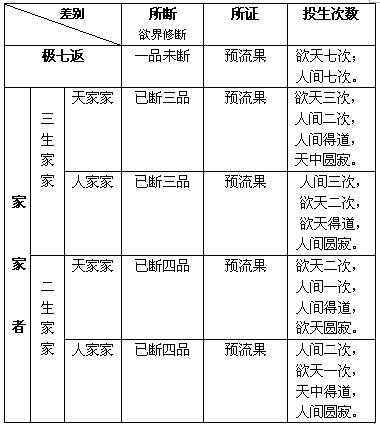 差别 所断 所证 投生次数
欲界修断
极七返 一品未断 预流果 欲天七次；
人间七次。
家家者
三生家家
天家家 已断三品 预流果 欲天三次，
人间二次，
人间得道，
天中圆寂。
人家家 已断三品 预流果 人间三次，
欲天二次，
欲天得道，
人间圆寂。
二生家家
天家家 已断四品 预流果 欲天二次，
人间一次，
人间得道，
欲天圆寂。
人家家 已断四品 预流果 人间二次，
欲天一次，
天中得道，
人间圆寂。